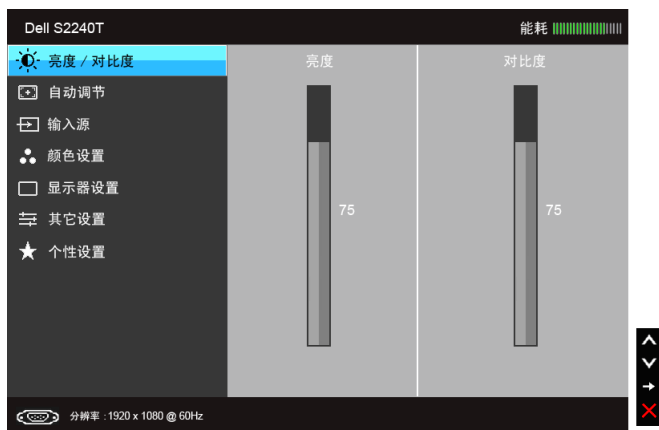 Dell S2240T
能耗
亮度 / 对比度
自动调节
输入源
颜色设置
显示器设置
其它设置
个性设置
亮度
75
对比度
75
分辨率 : 1920 x 1080 @ 60Hz